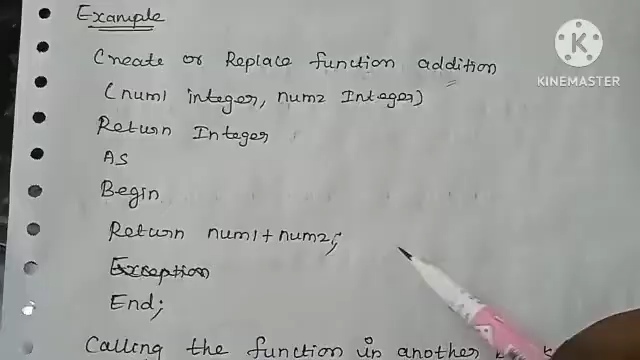 Example
Create or Replace function addition
(num1 integer, num2 Integer)
Return Integer
As
Begin
Return num1 + num2;
Exception
End;
Calling the function in another
KINEMASTER